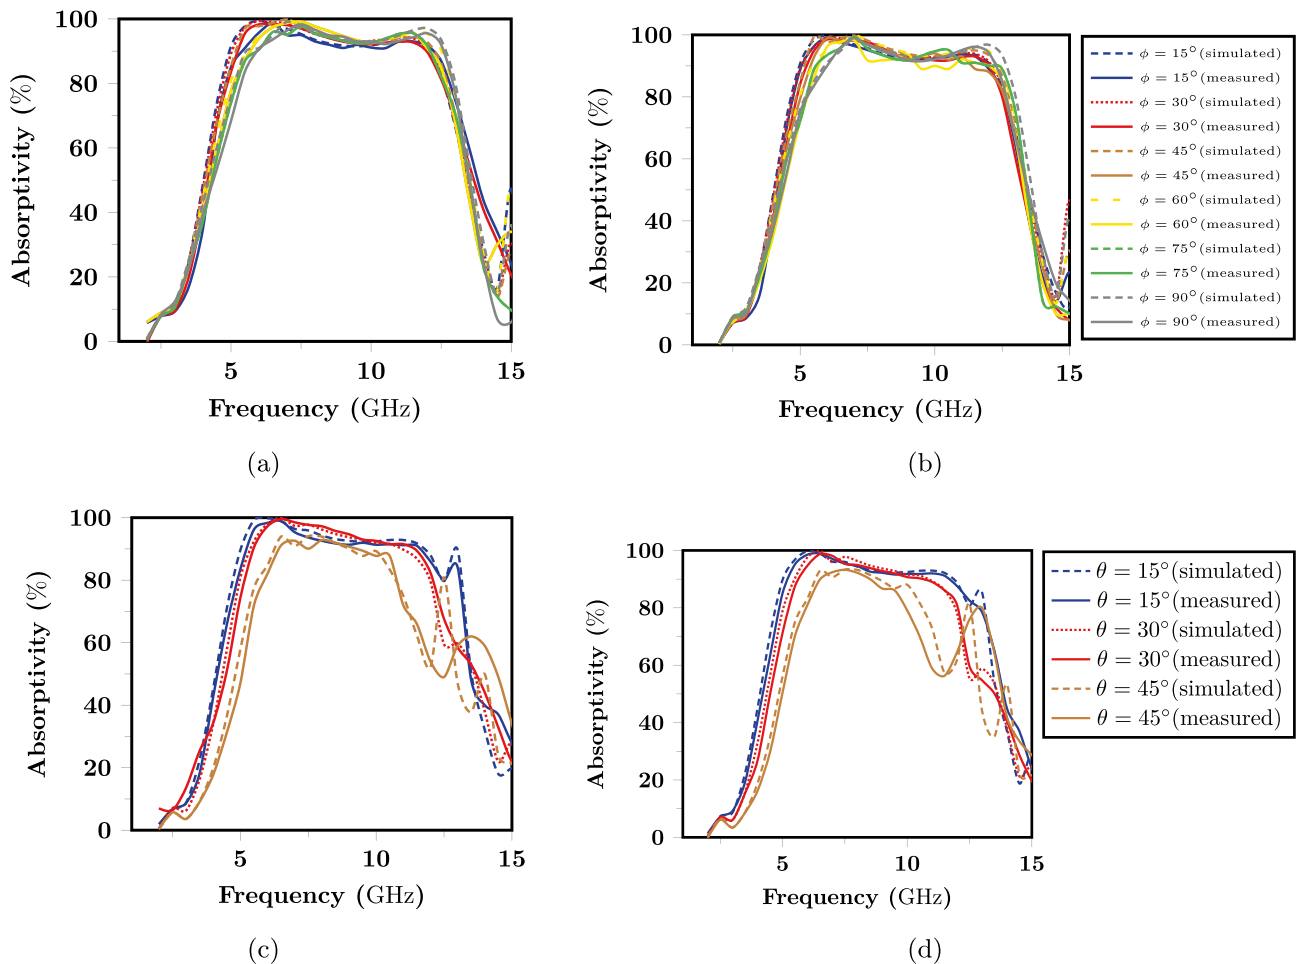 100
80
60
40
20
0
Absorptivity (%)
5
10
15
Frequency (GHz)
(a)
100
80
60
40
20
0
Absorptivity (%)
5
10
15
Frequency (GHz)
(b)
ϕ = 15°(simulated)
ϕ = 15°(measured)
ϕ = 30°(simulated)
ϕ = 30°(measured)
ϕ = 45°(simulated)
ϕ = 45°(measured)
ϕ = 60°(simulated)
ϕ = 60°(measured)
ϕ = 75°(simulated)
ϕ = 75°(measured)
ϕ = 90°(simulated)
ϕ = 90°(measured)
100
80
60
40
20
0
Absorptivity (%)
5
10
15
Frequency (GHz)
(c)
100
80
60
40
20
0
Absorptivity (%)
5
10
15
Frequency (GHz)
(d)
θ = 15°(simulated)
θ = 15°(measured)
θ = 30°(simulated)
θ = 30°(measured)
θ = 45°(simulated)
θ = 45°(measured)